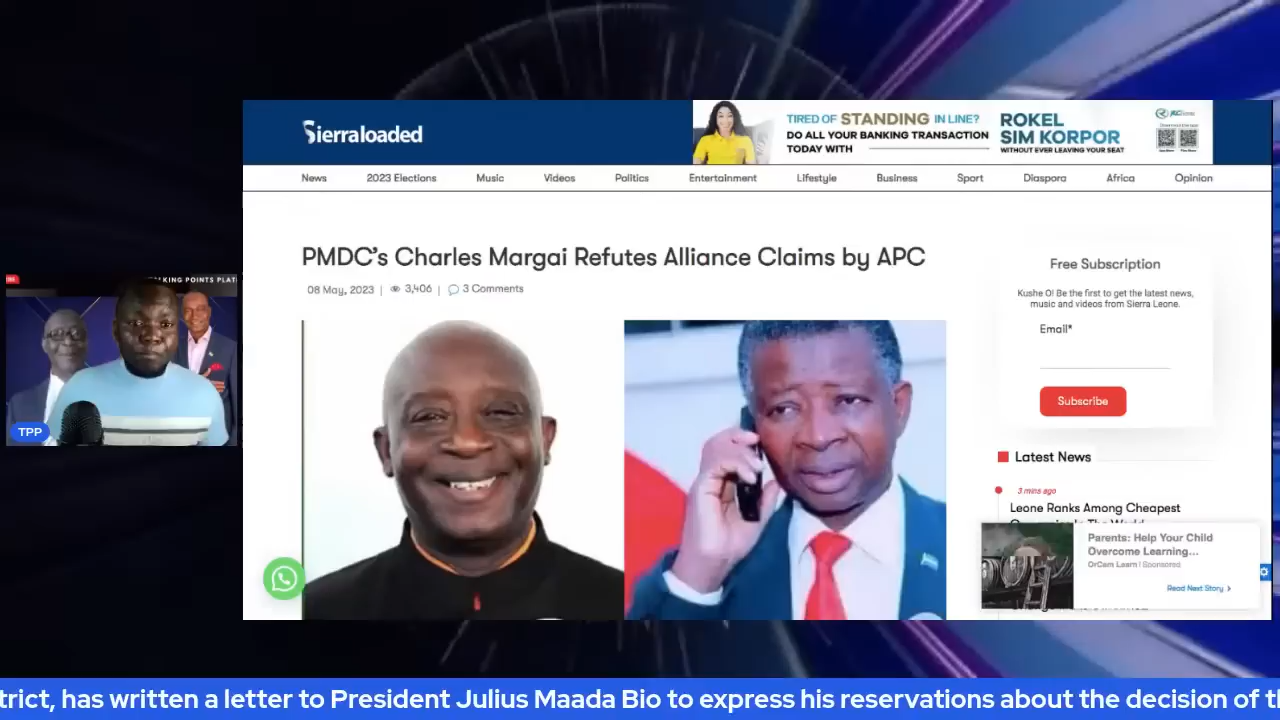 Sierraloaded
TIRED OF STANDING IN LINE?
DO ALL YOUR BANKING TRANSACTION
TODAY WITH
ROKEL
SIM KORPOR
WITHOUT EVER LEAVING YOUR SEAT
News 2023 Elections Music Videos Politics Entertainment Lifestyle Business Sport Diaspora Africa Opinion
PMDC's Charles Margai Refutes Alliance Claims by APC
08 May, 2023 | 3,406 | 3 Comments
Free Subscription
Kushe O! Be the first to get the latest news,
music and videos from Sierra Leone.
Email*
Subscribe
Latest News
3 mins ago
Leone Ranks Among Cheapest
Parents: Help Your Child
Overcome Learning...
OrCam Learn | Sponsored
Read Next Story >
KING POINTS PLAT
TPP
trict, has written a letter to President Julius Maada Bio to express his reservations about the decision of t